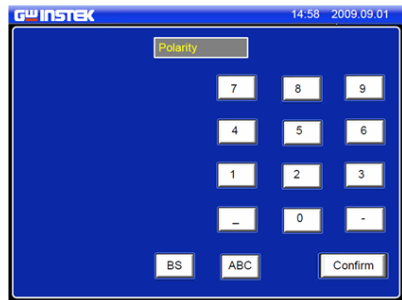 GW INSTEK 14:58 2009.09.01
Polarity
7 8 9
4 5 6
1 2 3
_ 0 -
BS ABC Confirm